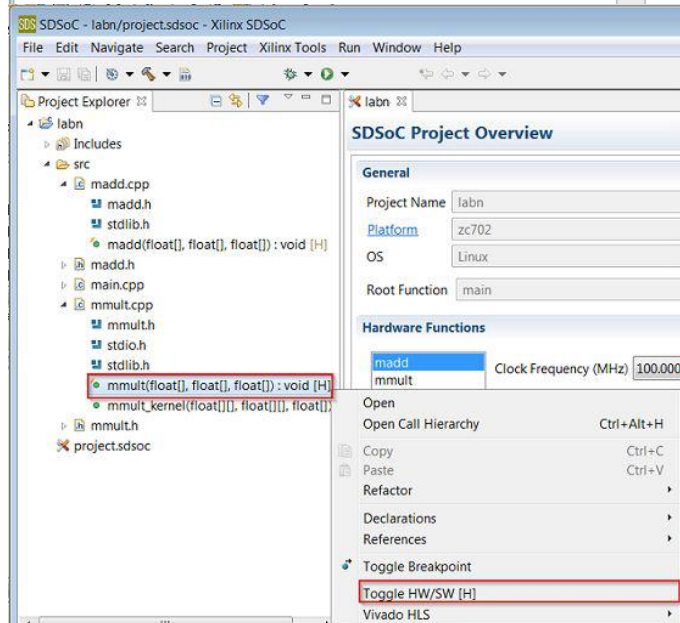 SDS SDSoC - labn/project.sdsoc - Xilinx SDSoC
File Edit Navigate Search Project Xilinx Tools Run Window Help
Project Explorer
labn
Includes
src
madd.cpp
madd.h
stdlib.h
madd(float[], float[], float[]) : void [H]
madd.h
main.cpp
mmult.cpp
mmult.h
stdio.h
stdlib.h
mmult(float[], float[], float[]) : void [H]
mmult_kernel(float[][], float[][], float[])
mmult.h
project.sdsoc
labn
SDSoC Project Overview
General
Project Name labn
Platform zc702
OS Linux
Root Function main
Hardware Functions
madd
mmult
Clock Frequency (MHz) 100.000
Open
Open Call Hierarchy Ctrl+Alt+H
Copy Ctrl+C
Paste Ctrl+V
Refactor
Declarations
References
Toggle Breakpoint
Toggle HW/SW [H]
Vivado HLS